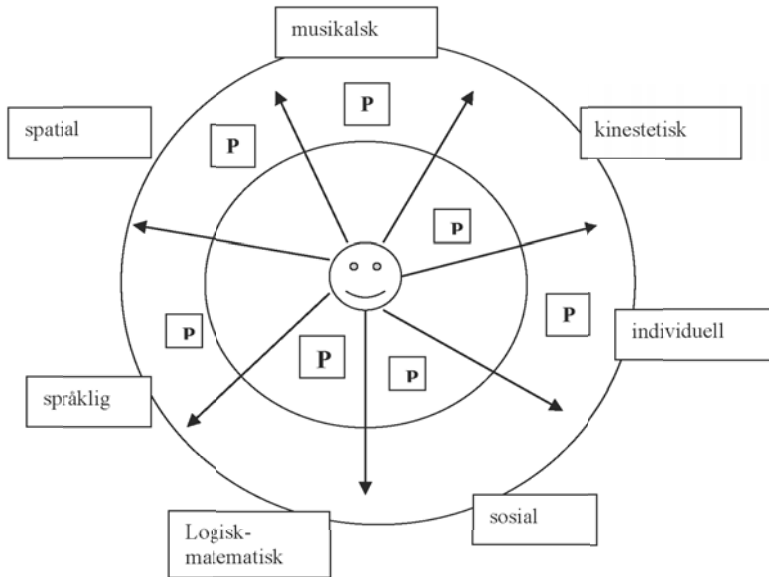 musikalsk
P
spatial
P
kinestetisk
P
P
P
individuell
P
P
språklig
sosial
Logisk-
matematisk